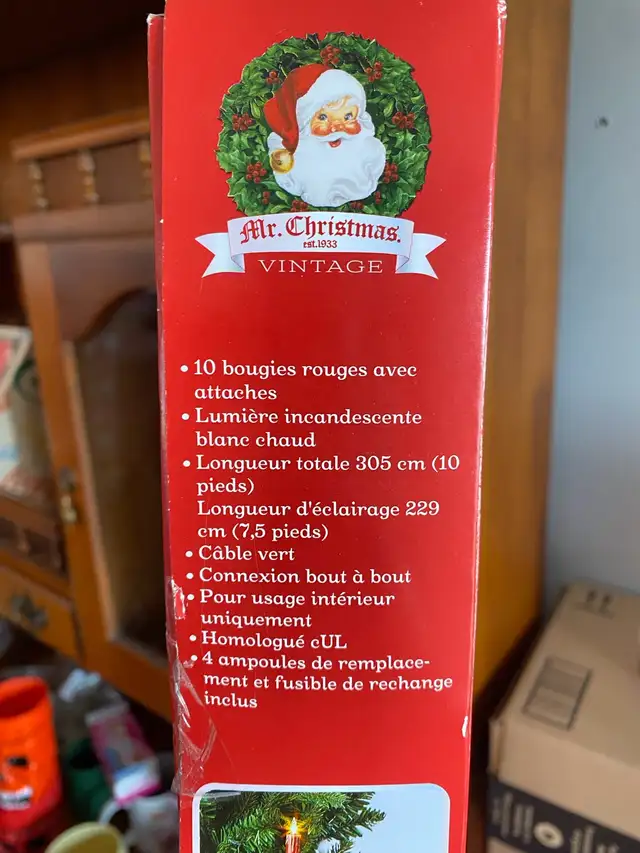 Mr. Christmas.
est.1933
VINTAGE
• 10 bougies rouges avec
attaches
• Lumière incandescente
blanc chaud
• Longueur totale 305 cm (10
pieds)
Longueur d'éclairage 229
cm (7,5 pieds)
• Câble vert
• Connexion bout à bout
• Pour usage intérieur
uniquement
• Homologué cUL
• 4 ampoules de remplace-
ment et fusible de rechange
inclus